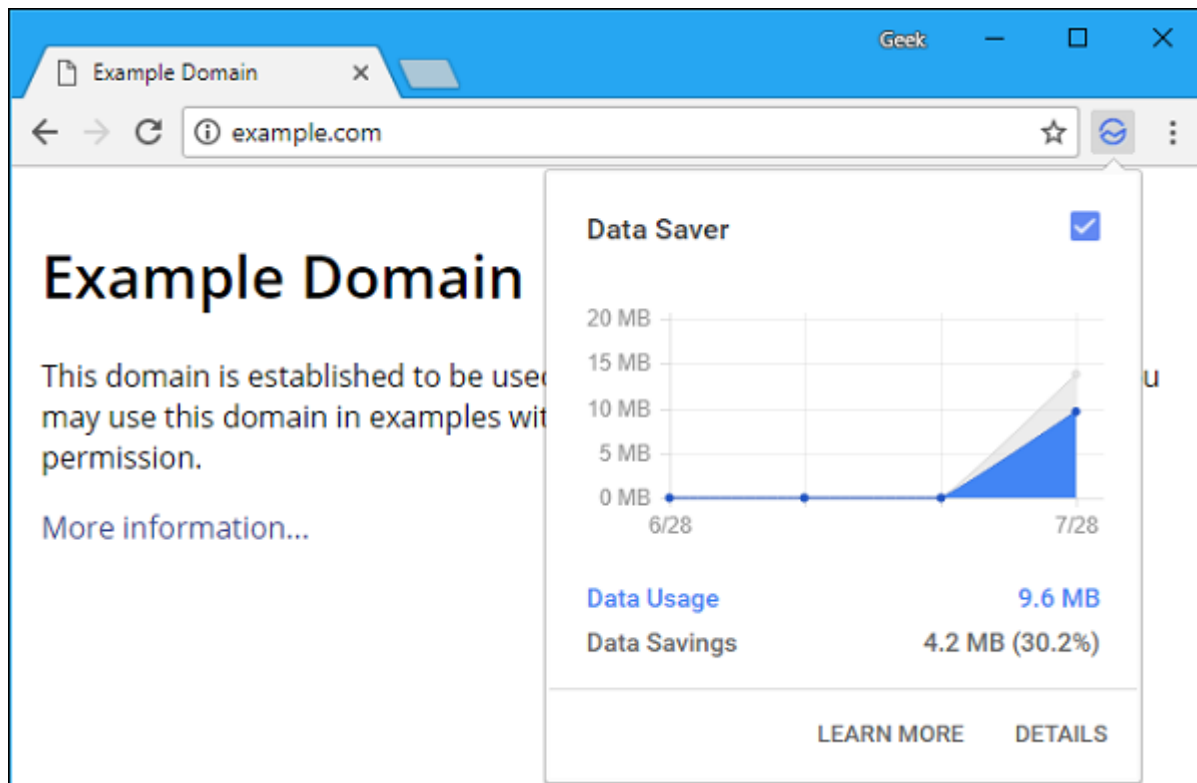 Geek
Example Domain
example.com
Example Domain
This domain is established to be used
u
may use this domain in examples wit
permission.
More information...
Data Saver
20 MB
15 MB
10 MB
5 MB
0 MB
6/28 7/28
Data Usage 9.6 MB
Data Savings 4.2 MB (30.2%)
LEARN MORE DETAILS